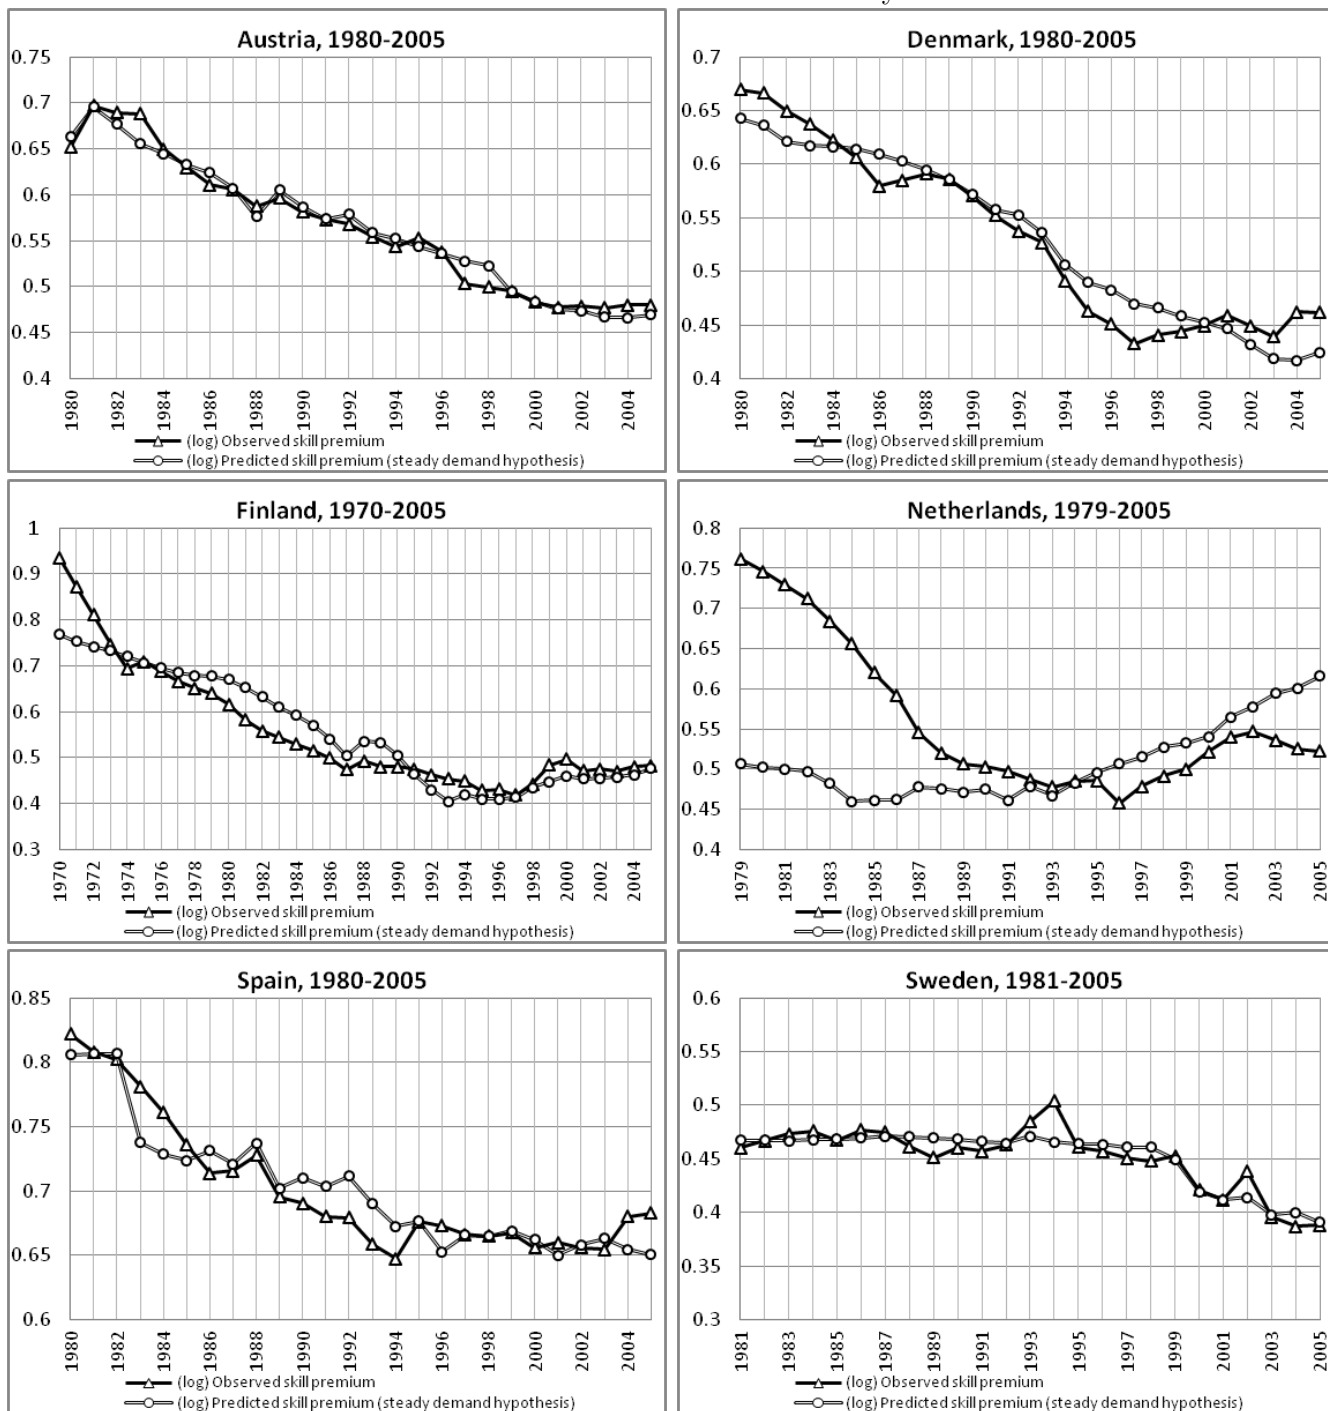 y
Austria, 1980-2005
0.75
0.7
0.65
0.6
0.55
0.5
0.45
0.4
1980 1982 1984 1986 1988 1990 1992 1994 1996 1998 2000 2002 2004
(log) Observed skill premium
(log) Predicted skill premium (steady demand hypothesis)
Denmark, 1980-2005
0.7
0.65
0.6
0.55
0.5
0.45
0.4
1980 1982 1984 1986 1988 1990 1992 1994 1996 1998 2000 2002 2004
(log) Observed skill premium
(log) Predicted skill premium (steady demand hypothesis)
Finland, 1970-2005
1
0.9
0.8
0.7
0.6
0.5
0.4
0.3
1970 1972 1974 1976 1978 1980 1982 1984 1986 1988 1990 1992 1994 1996 1998 2000 2002 2004
(log) Observed skill premium
(log) Predicted skill premium (steady demand hypothesis)
Netherlands, 1979-2005
0.8
0.75
0.7
0.65
0.6
0.55
0.5
0.45
0.4
1979 1981 1983 1985 1987 1989 1991 1993 1995 1997 1999 2001 2003 2005
(log) Observed skill premium
(log) Predicted skill premium (steady demand hypothesis)
Spain, 1980-2005
0.85
0.8
0.75
0.7
0.65
0.6
1980 1982 1984 1986 1988 1990 1992 1994 1996 1998 2000 2002 2004
(log) Observed skill premium
(log) Predicted skill premium (steady demand hypothesis)
Sweden, 1981-2005
0.6
0.55
0.5
0.45
0.4
0.35
0.3
1981 1983 1985 1987 1989 1991 1993 1995 1997 1999 2001 2003 2005
(log) Observed skill premium
(log) Predicted skill premium (steady demand hypothesis)